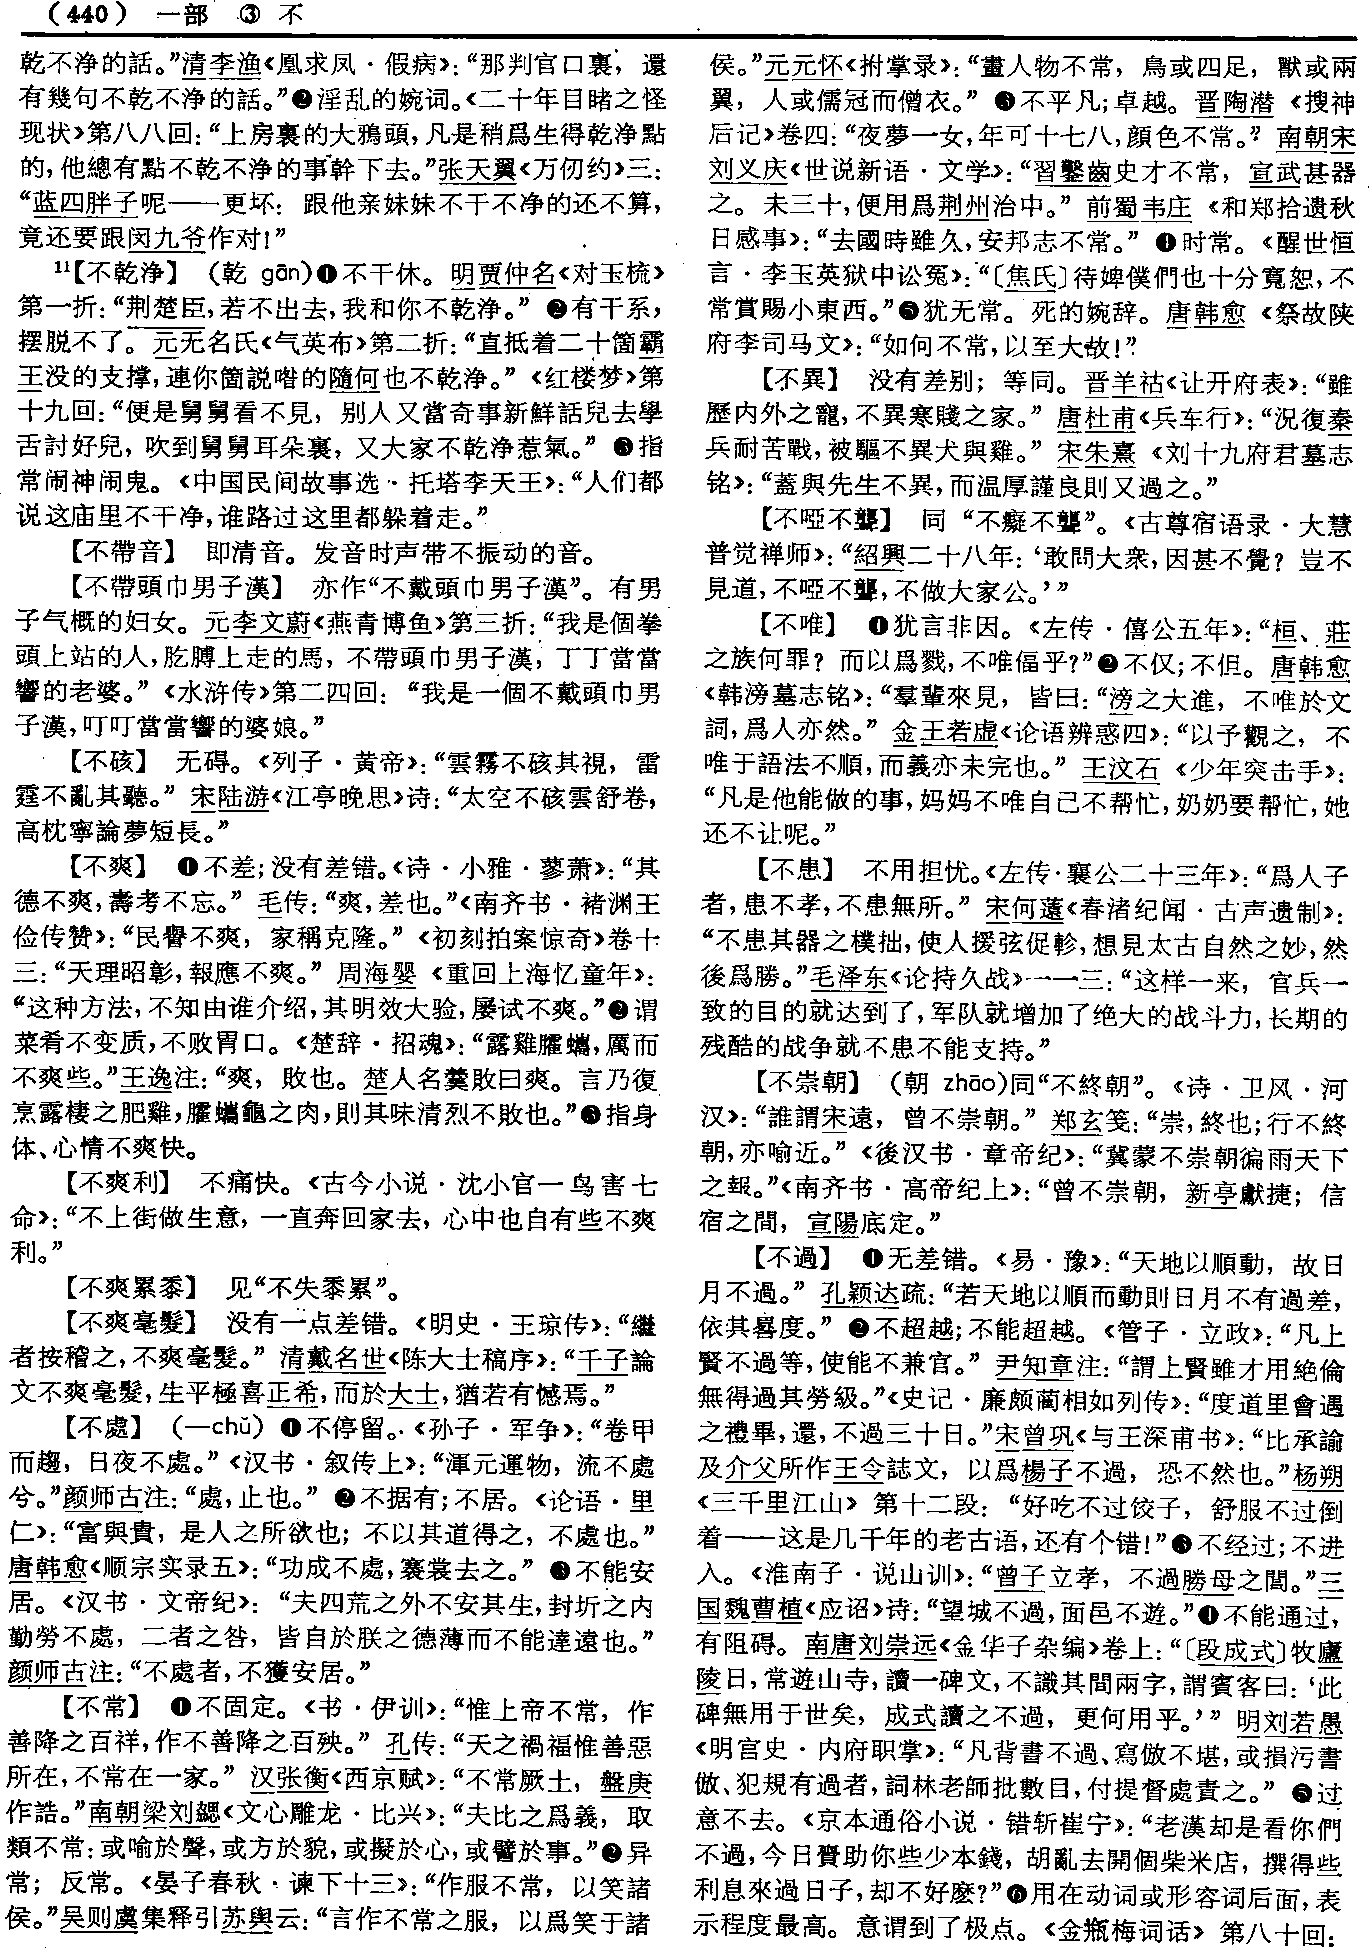 （440） 一部 ③ 不
乾不净的話。”清李渔《凰求凤·假病》：“那判官口裏，還
有幾句不乾不净的話。”❷淫乱的婉词。《二十年目睹之怪
现状》第八八回：“上房裏的大鴉頭，凡是稍爲生得乾净點
的，他總有點不乾不净的事幹下去。”张天翼《万仞约》三：
“蓝四胖子呢——更坏：跟他亲妹妹不干不净的还不算，
竟还要跟闵九爷作对！”
11【不乾净】（乾 gān）❶不干休。明贾仲名《对玉梳》
第一折：“荆楚臣，若不出去，我和你不乾净。”❷有干系，
摆脱不了。元无名氏《气英布》第二折：“直抵着二十箇霸
王没的支撑，連你箇説喒的隨何也不乾净。”《红楼梦》第
十九回：“便是舅舅看不見，别人又當奇事新鮮話兒去學
舌討好兒，吹到舅舅耳朵裏，又大家不乾净惹氣。”❸指
常闹神闹鬼。《中国民间故事选·托塔李天王》：“人们都
说这庙里不干净，谁路过这里都躲着走。”
【不帶音】 即清音。发音时声带不振动的音。
【不帶頭巾男子漢】 亦作“不戴頭巾男子漢”。有男
子气概的妇女。元李文蔚《燕青博鱼》第三折：“我是個拳
頭上站的人，肐膊上走的馬，不帶頭巾男子漢，丁丁當當
響的老婆。”《水浒传》第二四回：“我是一個不戴頭巾男
子漢，叮叮當當響的婆娘。”
【不硋】 无碍。《列子·黄帝》：“雲霧不硋其視，雷
霆不亂其聽。”宋陆游《江亭晚思》诗：“太空不硋雲舒卷，
高枕寧論夢短長。”
【不爽】 ❶不差；没有差错。《诗·小雅·蓼萧》：“其
德不爽，壽考不忘。”毛传：“爽，差也。”《南齐书·褚渊王
俭传赞》：“民譽不爽，家稱克隆。”《初刻拍案惊奇》卷十
三：“天理昭彰，報應不爽。”周海婴《重回上海忆童年》：
“这种方法，不知由谁介绍，其明效大验，屡试不爽。”❷谓
菜肴不变质，不败胃口。《楚辞·招魂》：“露雞臛蠵，厲而
不爽些。”王逸注：“爽，敗也。楚人名羹敗曰爽。言乃復
烹露棲之肥雞，臛蠵龜之肉，則其味清烈不敗也。”❸指身
体、心情不爽快。
【不爽利】 不痛快。《古今小说·沈小官一鸟害七
命》：“不上街做生意，一直奔回家去，心中也自有些不爽
利。”
【不爽累黍】 见“不失黍累”。
【不爽毫髮】 没有一点差错。《明史·王琼传》：“繼
者按稽之，不爽毫髮。”清戴名世《陈大士稿序》：“千子論
文不爽毫髮，生平極喜正希，而於大士，猶若有憾焉。”
【不處】（—chǔ）❶不停留。《孙子·军争》：“卷甲
而趨，日夜不處。”《汉书·叙传上》：“渾元運物，流不處
兮。”颜师古注：“處，止也。”❷不据有；不居。《论语·里
仁》：“富與貴，是人之所欲也；不以其道得之，不處也。”
唐韩愈《顺宗实录五》：“功成不處，褰裳去之。”❸不能安
居。《汉书·文帝纪》：“夫四荒之外不安其生，封圻之内
勤勞不處，二者之咎，皆自於朕之德薄而不能達遠也。”
颜师古注：“不處者，不獲安居。”
【不常】 ❶不固定。《书·伊训》：“惟上帝不常，作
善降之百祥，作不善降之百殃。”孔传：“天之禍福惟善惡
所在，不常在一家。”汉张衡《西京赋》：“不常厥土，盤庚
作誥。”南朝梁刘勰《文心雕龙·比兴》：“夫比之爲義，取
類不常：或喻於聲，或方於貌，或擬於心，或譬於事。”❷异
常；反常。《晏子春秋·谏下十三》：“作服不常，以笑諸
侯。”吴则虞集释引苏舆云：“言作不常之服，以爲笑于諸
侯。”元元怀《拊掌录》：“畫人物不常，鳥或四足，獸或兩
翼，人或儒冠而僧衣。”❸不平凡；卓越。晋陶潜《搜神
后记》卷四：“夜夢一女，年可十七八，顔色不常。”南朝宋
刘义庆《世说新语·文学》：“習鑿齒史才不常，宣武甚器
之。未三十，便用爲荆州治中。”前蜀韦庄《和郑拾遗秋
日感事》：“去國時雖久，安邦志不常。”❹时常。《醒世恒
言·李玉英狱中讼冤》：“〔焦氏〕待婢僕們也十分寬恕，不
常賞賜小東西。”❺犹无常。死的婉辞。唐韩愈《祭故陕
府李司马文》：“如何不常，以至大故！”
【不異】 没有差别；等同。晋羊祜《让开府表》：“雖
歷内外之寵，不異寒賤之家。”唐杜甫《兵车行》：“況復秦
兵耐苦戰，被驅不異犬與雞。”宋朱熹《刘十九府君墓志
铭》：“蓋與先生不異，而温厚謹良則又過之。”
【不啞不聾】 同“不癡不聾”。《古尊宿语录·大慧
普觉禅师》：“紹興二十八年：‘敢問大衆，因甚不覺？豈不
見道，不啞不聾，不做大家公。’”
【不唯】 ❶犹言非因。《左传·僖公五年》：“桓、莊
之族何罪？而以爲戮，不唯偪乎？”❷不仅；不但。唐韩愈
《韩滂墓志铭》：“羣輩來見，皆曰：“滂之大進，不唯於文
詞，爲人亦然。”金王若虚《论语辨惑四》：“以予觀之，不
唯于語法不順，而義亦未完也。”王汶石《少年突击手》：
“凡是他能做的事，妈妈不唯自己不帮忙，奶奶要帮忙，她
还不让呢。”
【不患】 不用担忧。《左传·襄公二十三年》：“爲人子
者，患不孝，不患無所。”宋何薳《春渚纪闻·古声遗制》：
“不患其器之樸拙，使人援弦促軫，想見太古自然之妙，然
後爲勝。”毛泽东《论持久战》一一三：“这样一来，官兵一
致的目的就达到了，军队就增加了绝大的战斗力，长期的
残酷的战争就不患不能支持。”
【不崇朝】（朝 zhāo）同“不終朝”。《诗·卫风·河
汉》：“誰謂宋遠，曾不崇朝。”郑玄笺：“崇，終也；行不終
朝，亦喻近。”《後汉书·章帝纪》：“冀蒙不崇朝徧雨天下
之報。”《南齐书·高帝纪上》：“曾不崇朝，新亭獻捷；信
宿之間，宣陽底定。”
【不過】 ❶无差错。《易·豫》：“天地以順動，故日
月不過。”孔颖达疏：“若天地以順而動則日月不有過差，
依其晷度。”❷不超越；不能超越。《管子·立政》：“凡上
賢不過等，使能不兼官。”尹知章注：“謂上賢雖才用絶倫
無得過其勞級。”《史记·廉颇蔺相如列传》：“度道里會遇
之禮畢，還，不過三十日。”宋曾巩《与王深甫书》：“比承諭
及介父所作王令誌文，以爲楊子不過，恐不然也。”杨朔
《三千里江山》第十二段：“好吃不过饺子，舒服不过倒
着——这是几千年的老古语，还有个错！”❸不经过；不进
入。《淮南子·说山训》：“曾子立孝，不過勝母之閭。”三
国魏曹植《应诏》诗：“望城不過，面邑不遊。”❹不能通过，
有阻碍。南唐刘崇远《金华子杂编》卷上：“〔段成式〕牧廬
陵日，常遊山寺，讀一碑文，不識其間兩字，謂賓客曰：‘此
碑無用于世矣，成式讀之不過，更何用乎。’”明刘若愚
《明宫史·内府职掌》：“凡背書不過、寫倣不堪，或損污書
倣、犯規有過者，詞林老師批數目，付提督處責之。”❺过
意不去。《京本通俗小说·错斩崔宁》：“老漢却是看你們
不過，今日賫助你些少本錢，胡亂去開個柴米店，撰得些
利息來過日子，却不好麽？”❻用在动词或形容词后面，表
示程度最高。意谓到了极点。《金瓶梅词话》第八十回：